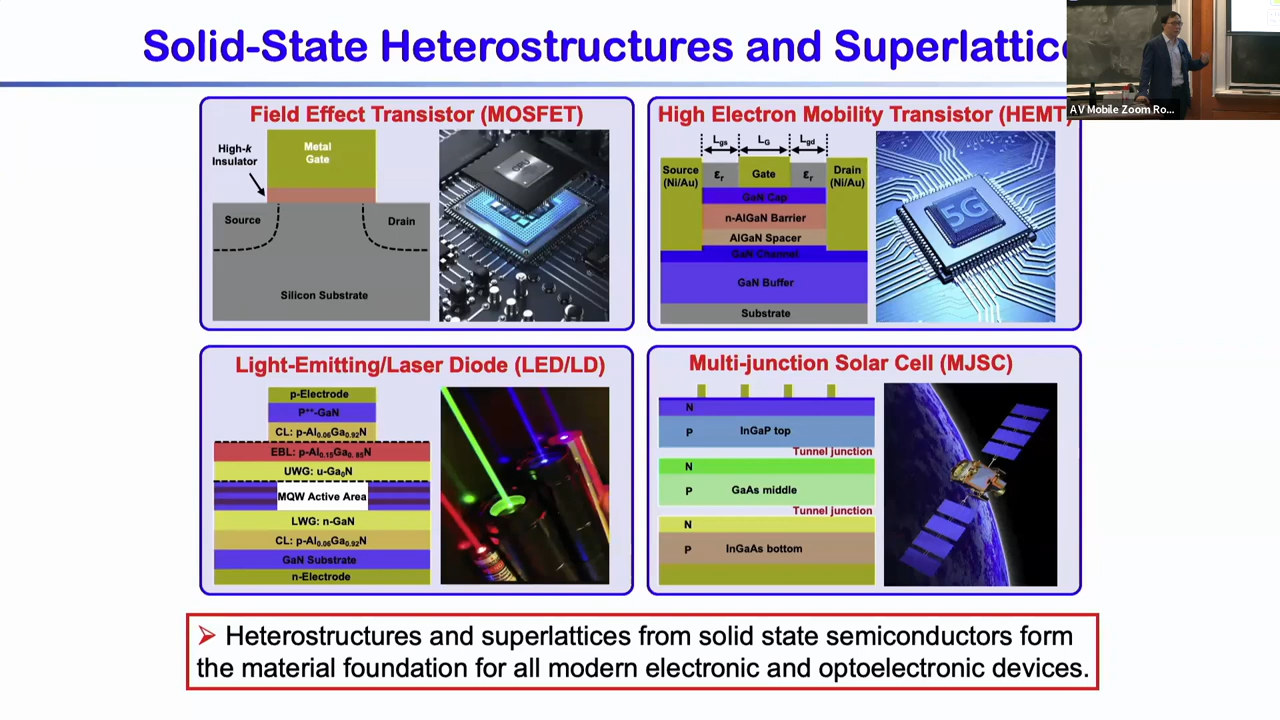 Solid-State Heterostructures and Superlattice
AV Mobile Zoom Ro...
Field Effect Transistor (MOSFET)
High-k
Insulator
Metal
Gate
Source
Drain
Silicon Substrate
High Electron Mobility Transistor (HEMT)
Lgs
LG
Lgd
Source
(Ni/Au)
εr
Gate
εr
Drain
(Ni/Au)
GaN Cap
n-AlGaN Barrier
AlGaN Spacer
GaN Channel
GaN Buffer
Substrate
5G
Light-Emitting/Laser Diode (LED/LD)
p-Electrode
P++-GaN
CL: p-Al0.06Ga0.92N
EBL: p-Al0.15Ga0.85N
UWG: u-Ga0N
MQW Active Area
LWG: n-GaN
CL: p-Al0.06Ga0.92N
GaN Substrate
n-Electrode
Multi-junction Solar Cell (MJSC)
N
P
InGaP top
Tunnel junction
N
P
GaAs middle
Tunnel junction
N
P
InGaAs bottom
➢ Heterostructures and superlattices from solid state semiconductors form
the material foundation for all modern electronic and optoelectronic devices.